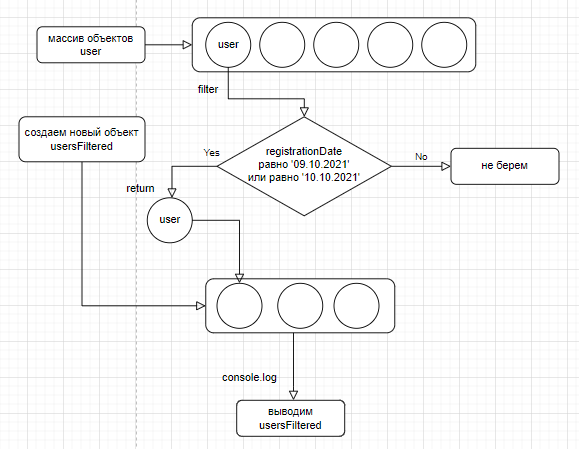 массив объектов
user
user
filter
создаем новый объект
usersFiltered
registrationDate
равно '09.10.2021'
или равно '10.10.2021'
Yes
No
не берем
return
user
console.log
выводим
usersFiltered